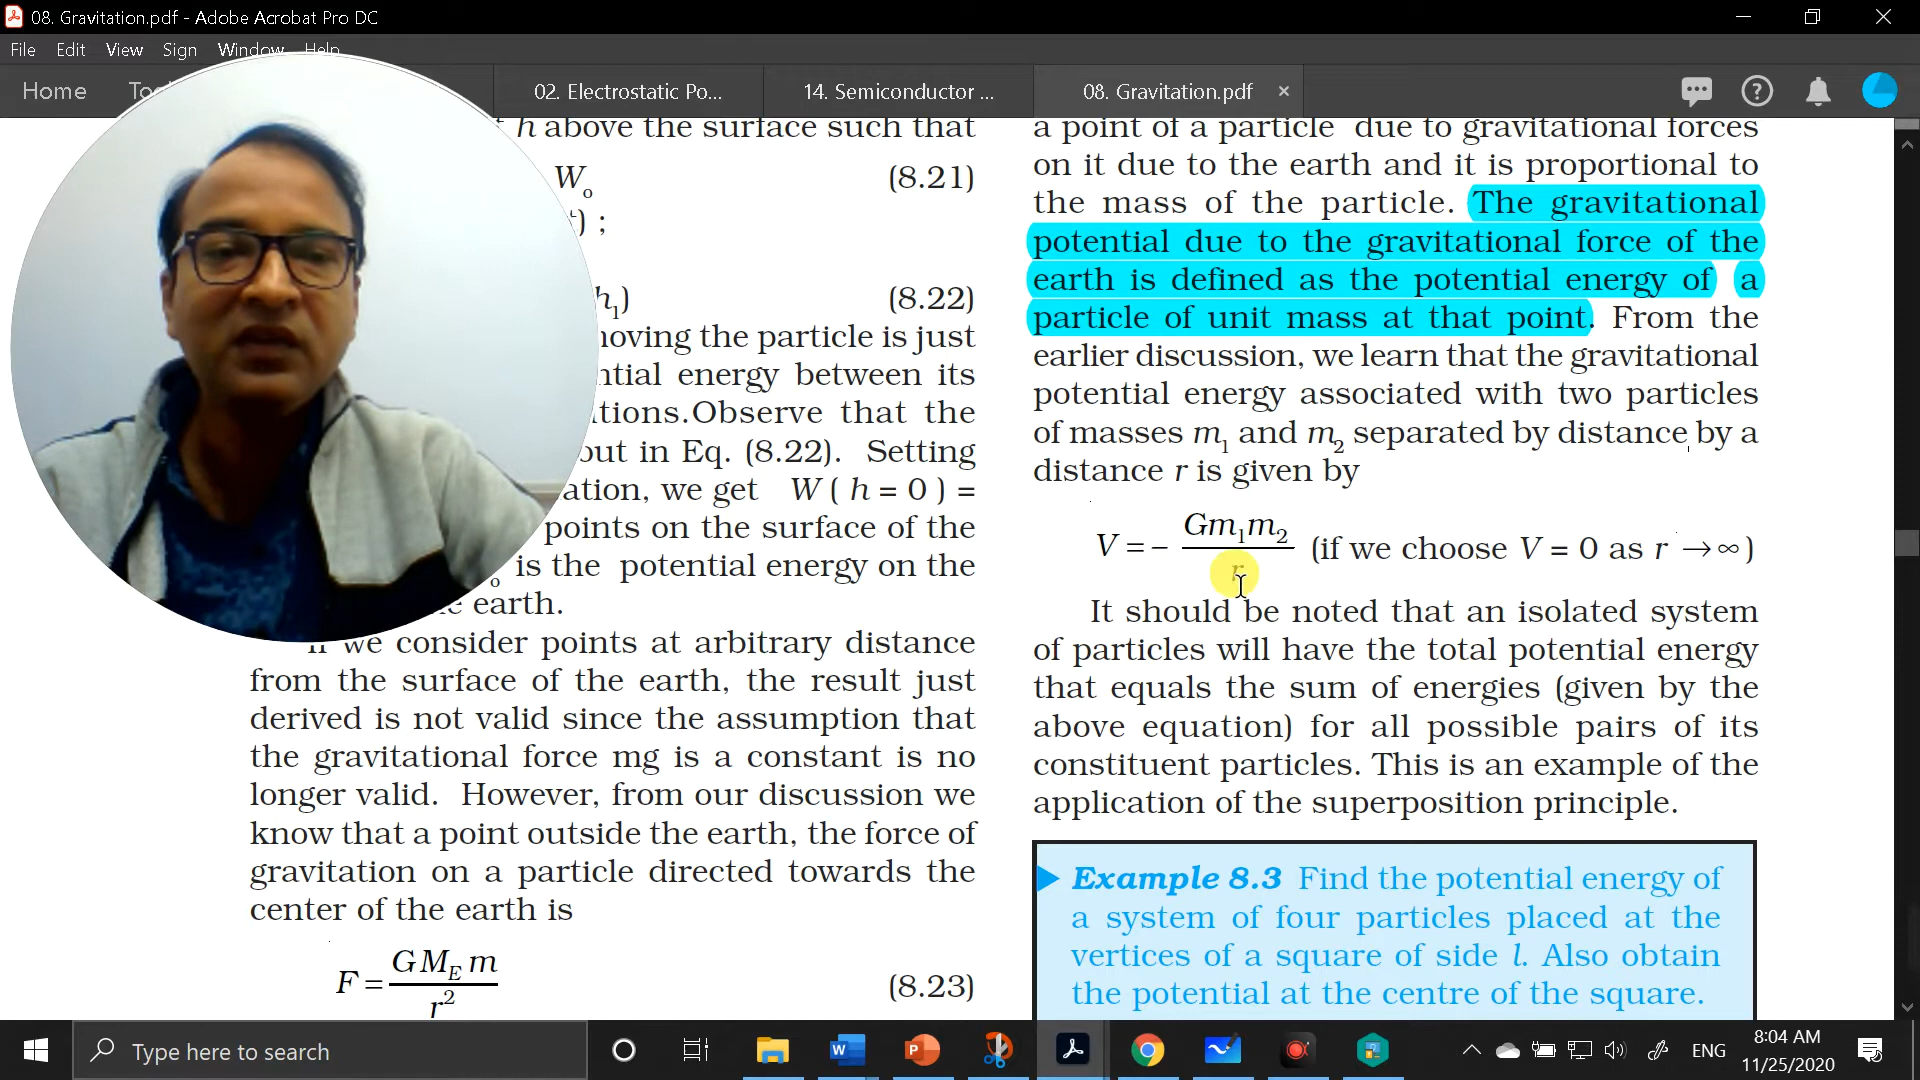 08. Gravitation.pdf - Adobe Acrobat Pro DC
File Edit View Sign Window Help
Home
02. Electrostatic Po...
14. Semiconductor ...
08. Gravitation.pdf
h above the surface such that
W₀ (8.21)
) ;
h₁) (8.22)
moving the particle is just
energy between its
Observe that the
but in Eq. (8.22). Setting
we get W ( h = 0 ) =
points on the surface of the
is the potential energy on the
earth.
If we consider points at arbitrary distance
from the surface of the earth, the result just
derived is not valid since the assumption that
the gravitational force mg is a constant is no
longer valid. However, from our discussion we
know that a point outside the earth, the force of
gravitation on a particle directed towards the
center of the earth is
F = G M_E m / r² (8.23)
a point of a particle due to gravitational forces
on it due to the earth and it is proportional to
the mass of the particle. The gravitational
potential due to the gravitational force of the
earth is defined as the potential energy of a
particle of unit mass at that point. From the
earlier discussion, we learn that the gravitational
potential energy associated with two particles
of masses m₁ and m₂ separated by distance by a
distance r is given by
V = – Gm₁m₂ / r (if we choose V = 0 as r → ∞ )
It should be noted that an isolated system
of particles will have the total potential energy
that equals the sum of energies (given by the
above equation) for all possible pairs of its
constituent particles. This is an example of the
application of the superposition principle.
Example 8.3 Find the potential energy of
a system of four particles placed at the
vertices of a square of side l. Also obtain
the potential at the centre of the square.
Type here to search
ENG
8:04 AM
11/25/2020